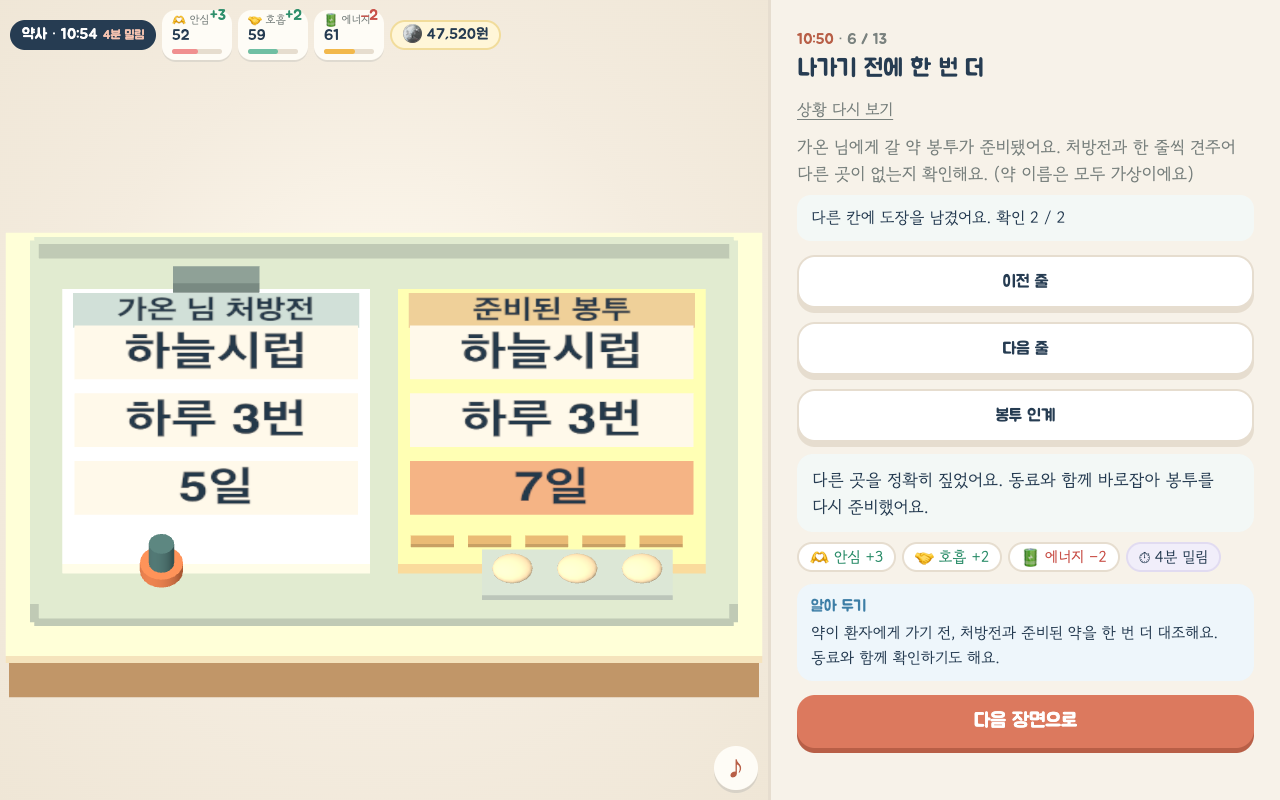 약사 · 10:54 4분 밀림
안심 +3
52
호흡 +2
59
에너지 -2
61
47,520원
가온 님 처방전
하늘시럽
하루 3번
5일
준비된 봉투
하늘시럽
하루 3번
7일
♪
10:50 · 6 / 13
나가기 전에 한 번 더
상황 다시 보기
가온 님에게 갈 약 봉투가 준비됐어요. 처방전과 한 줄씩 견주어
다른 곳이 없는지 확인해요. (약 이름은 모두 가상이에요)
다른 칸에 도장을 남겼어요. 확인 2 / 2
이전 줄
다음 줄
봉투 인계
다른 곳을 정확히 짚었어요. 동료와 함께 바로잡아 봉투를
다시 준비했어요.
안심 +3
호흡 +2
에너지 −2
4분 밀림
알아 두기
약이 환자에게 가기 전, 처방전과 준비된 약을 한 번 더 대조해요.
동료와 함께 확인하기도 해요.
다음 장면으로